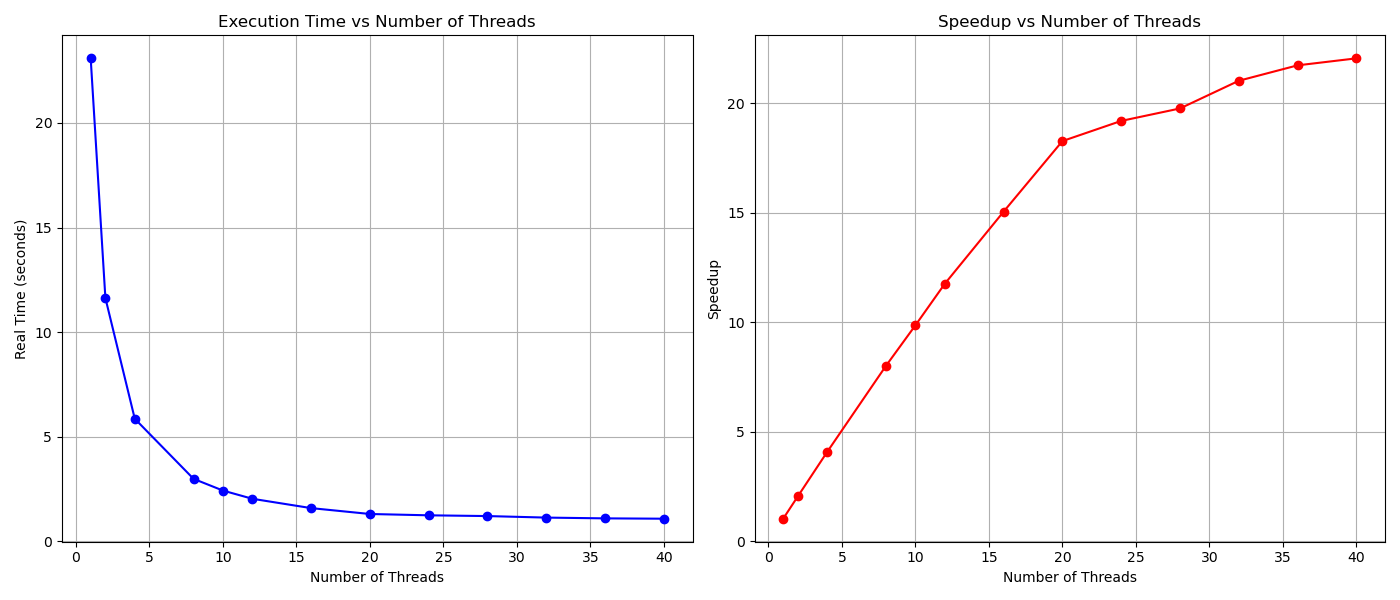 Execution Time vs Number of Threads
Real Time (seconds)
20
15
10
5
0
0 5 10 15 20 25 30 35 40
Number of Threads
Speedup vs Number of Threads
Speedup
20
15
10
5
0
0 5 10 15 20 25 30 35 40
Number of Threads